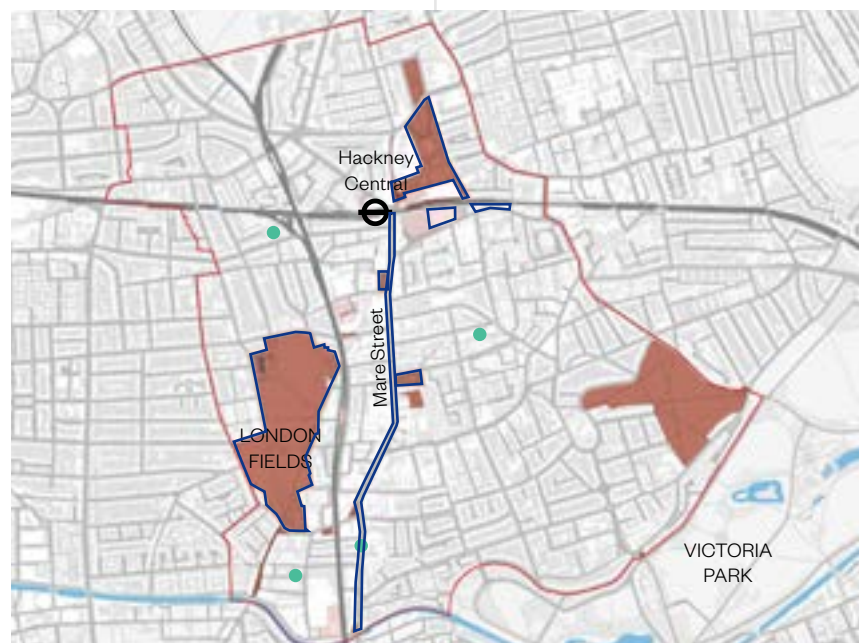 Hackney
Central
Mare Street
LONDON
FIELDS
VICTORIA
PARK